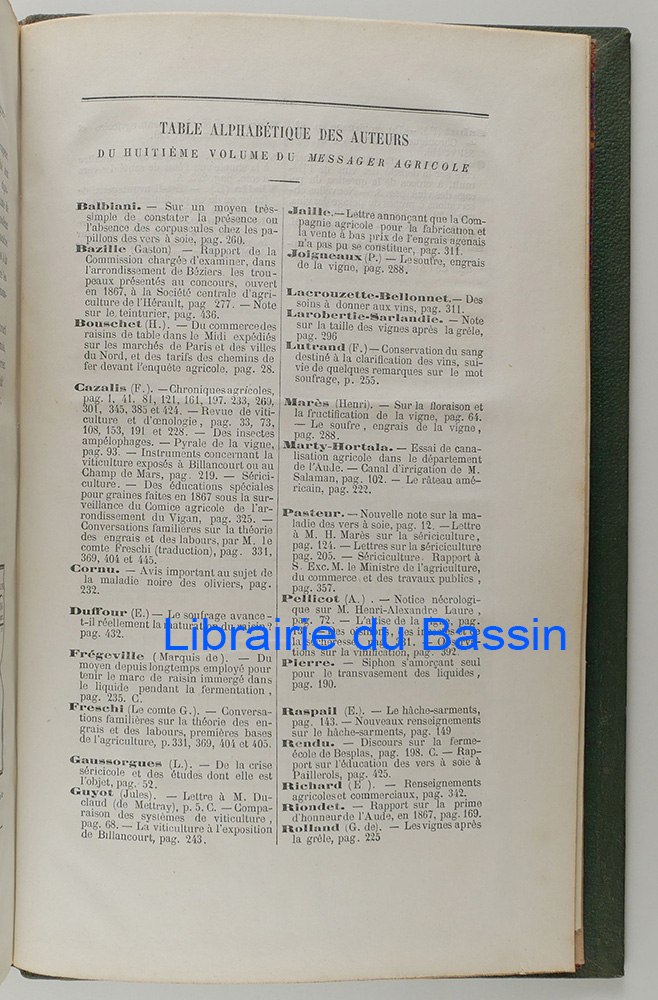 TABLE ALPHABÉTIQUE DES AUTEURS
DU HUITIÈME VOLUME DU MESSAGER AGRICOLE
Balbiani. — Sur un moyen très-
simple de constater la présence ou
l'absence des corpuscules chez les pa-
pillons des vers à soie, pag. 260.
Bazille (Gaston) — Rapport de la
Commission chargée d'examiner, dans
l'arrondissement de Béziers les trou-
peaux présentés au concours, ouvert
en 1867, à la Société centrale d'agri-
culture de l'Hérault, pag 277. — Note
sur le teinturier, pag. 436.
Bouschet (H.). — Du commerce des
raisins de table dans le Midi expédiés
sur les marchés de Paris et des villes
du Nord, et des tarifs des chemins de
fer devant l'enquête agricole, pag. 28.
Cazalis (F.). — Chroniques agricoles,
pag. 1, 41, 81, 121, 161, 197, 233, 269,
301, 345, 385 et 424. — Revue de viti-
culture et d'œnologie, pag. 33, 73,
108, 153, 191 et 228. — Des insectes
ampélophages. — Pyrale de la vigne,
pag. 93. — Instruments concernant la
viticulture exposés à Billancourt ou au
Champ de Mars, pag. 219. — Sérici-
culture. — Des éducations spéciales
pour graines faites en 1867 sous la sur-
veillance du Comice agricole de l'ar-
rondissement du Vigan, pag. 325. —
Conversations familières sur la théorie
des engrais et des labours, par M. le
comte Freschi (traduction), pag. 331,
369, 404 et 445.
Cornu. — Avis important au sujet de
la maladie noire des oliviers, pag.
232.
Duffour (E.) — Le soufrage avance-
t-il réellement la maturation du raisin?
pag. 432.
Frégeville (Marquis de). — Du
moyen depuis longtemps employé pour
tenir le marc de raisin immergé dans
le liquide pendant la fermentation,
pag. 235. C.
Freschi (Le comte G.). — Conversa-
tions familières sur la théorie des en-
grais et des labours, premières bases
de l'agriculture, p. 331, 369, 404 et 405.
Gaussorgues (L.). — De la crise
séricicole et des études dont elle est
l'objet, pag. 52.
Guyot (Jules). — Lettre à M. Du-
claud (de Mettray), p. 5. C. — Compa-
raison des systèmes de viticulture,
pag. 68. — La viticulture à l'exposition
de Billancourt, pag. 243.
Jaille. — Lettre annonçant que la Com-
pagnie agricole pour la fabrication et
la vente à bas prix de l'engrais agenais
n'a pas pu se constituer, pag. 311.
Joigneaux (P.) — Le soufre, engrais
de la vigne, pag. 288.
Lacrouzette-Bellonnet. — Des
soins à donner aux vins, pag. 311.
Larobertie-Sarlandie. — Note
sur la taille des vignes après la grêle,
pag. 296
Lutrand (F.) — Conservation du sang
destiné à la clarification des vins, sui-
vie de quelques remarques sur le mot
soufrage, p. 255.
Marès (Henri). — Sur la floraison et
la fructification de la vigne, pag. 64.
— Le soufre, engrais de la vigne,
pag. 288.
Marty-Hortala. — Essai de cana-
lisation agricole dans le département
de l'Aude. — Canal d'irrigation de M.
Salaman, pag. 102. — Le râteau amé-
ricain, pag. 222.
Pasteur. — Nouvelle note sur la ma-
ladie des vers à soie, pag. 12. — Lettre
à M. H. Marès sur la sériciculture,
pag. 124. — Lettres sur la sériciculture
pag. 205. — Sériciculture. Rapport à
S. Exc. M. le Ministre de l'agriculture,
du commerce et des travaux publics,
pag. 357.
Pellicot (A.). — Notice nécrologi-
que sur M. Henri-Alexandre Laure,
pag. 72. — pag.
sur la vinification, pag. 392.
Pierre. — Siphon s'amorçant seul
pour le transvasement des liquides,
pag. 190.
Raspail (E.). — Le hâche-sarments,
pag. 143. — Nouveaux renseignements
sur le hâche-sarments, pag. 149
Rendu. — Discours sur la ferme-
école de Besplas, pag. 198. C. — Rap-
port sur l'éducation des vers à soie à
Paillerols, pag. 425.
Richard (E). — Renseignements
agricoles et commerciaux, pag. 342.
Riondet. — Rapport sur la prime
d'honneur de l'Aude, en 1867, pag. 169.
Rolland (G. de). — Les vignes après
la grêle, pag. 225
Librairie du Bassin